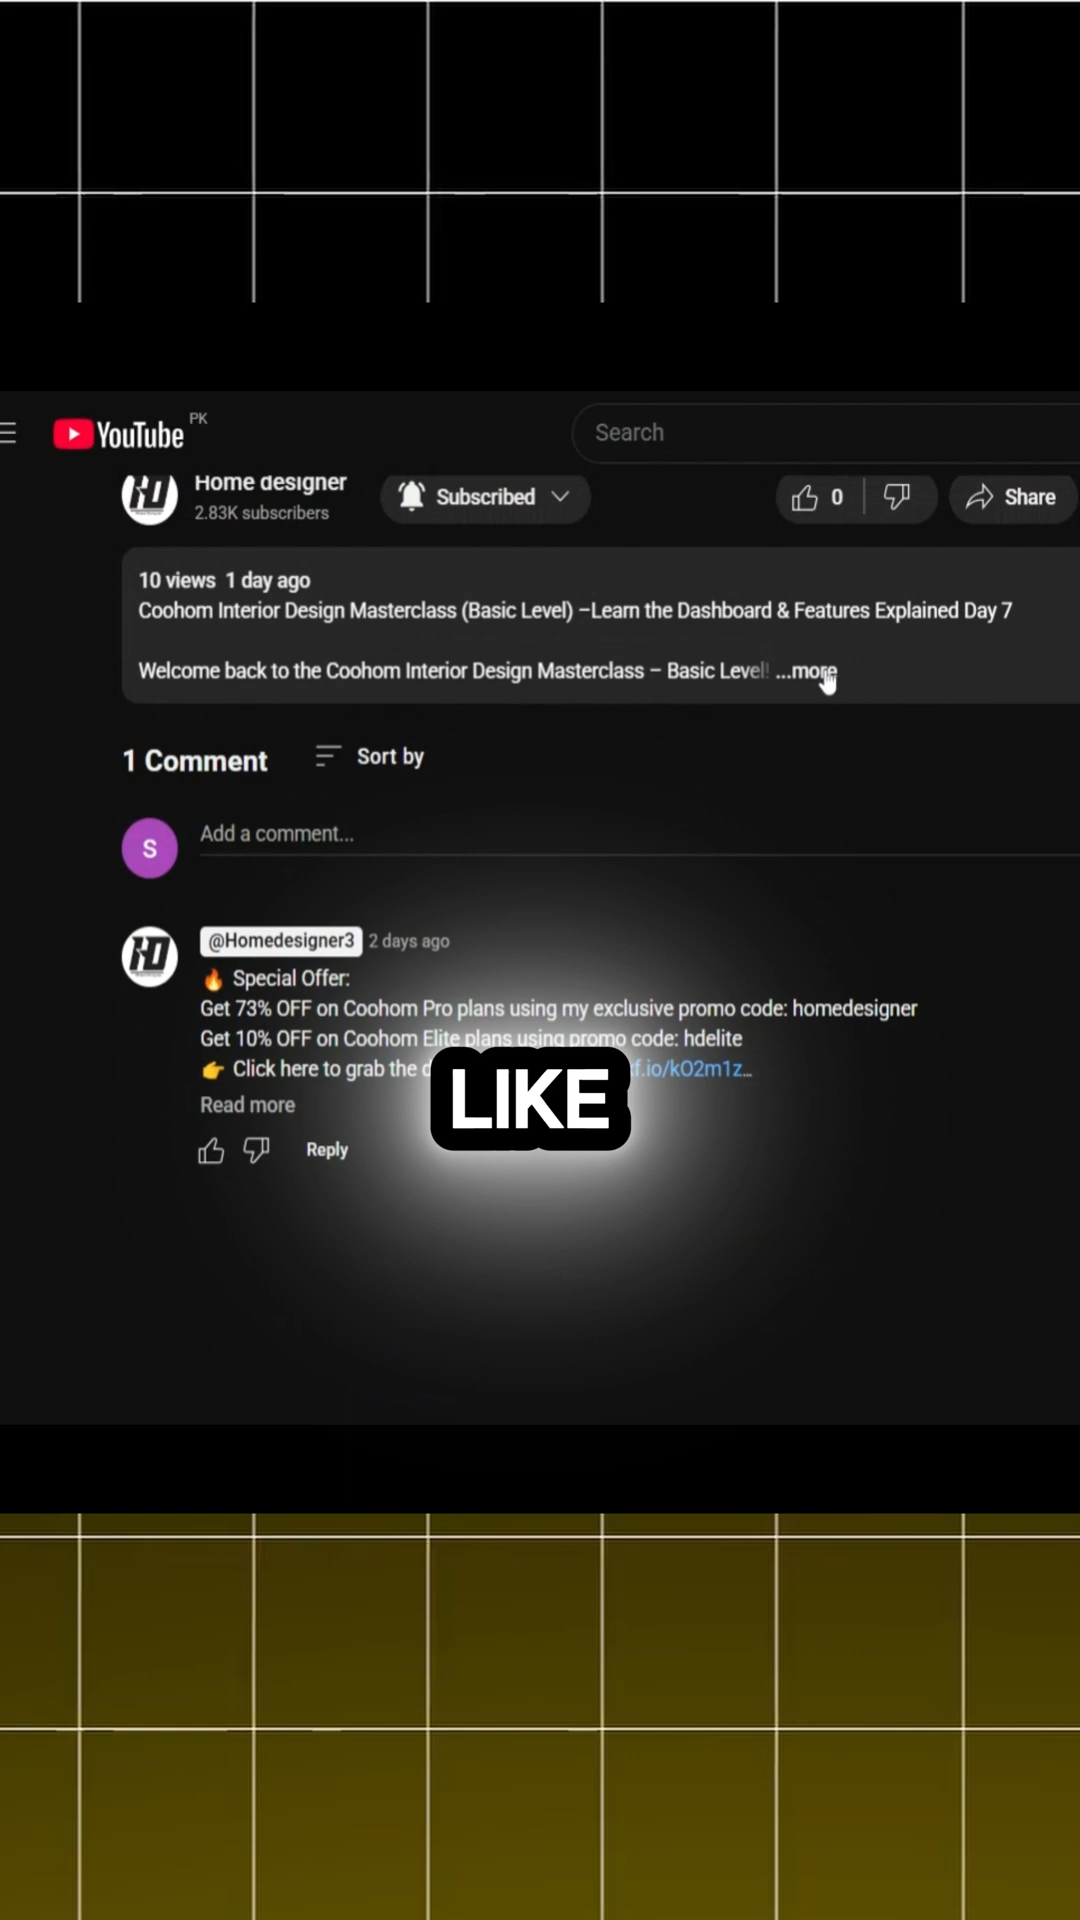 YouTube PK
Search
Home designer
2.83K subscribers
Subscribed
0
Share
10 views 1 day ago
Coohom Interior Design Masterclass (Basic Level) –Learn the Dashboard & Features Explained Day 7
Welcome back to the Coohom Interior Design Masterclass – Basic Level! ...more
1 Comment
Sort by
S
Add a comment...
HD
@Homedesigner3 2 days ago
🔥 Special Offer:
Get 73% OFF on Coohom Pro plans using my exclusive promo code: homedesigner
Get 10% OFF on Coohom Elite plans using promo code: hdelite
👉 Click here to grab the
f.io/kO2m1z...
LIKE
Read more
Reply